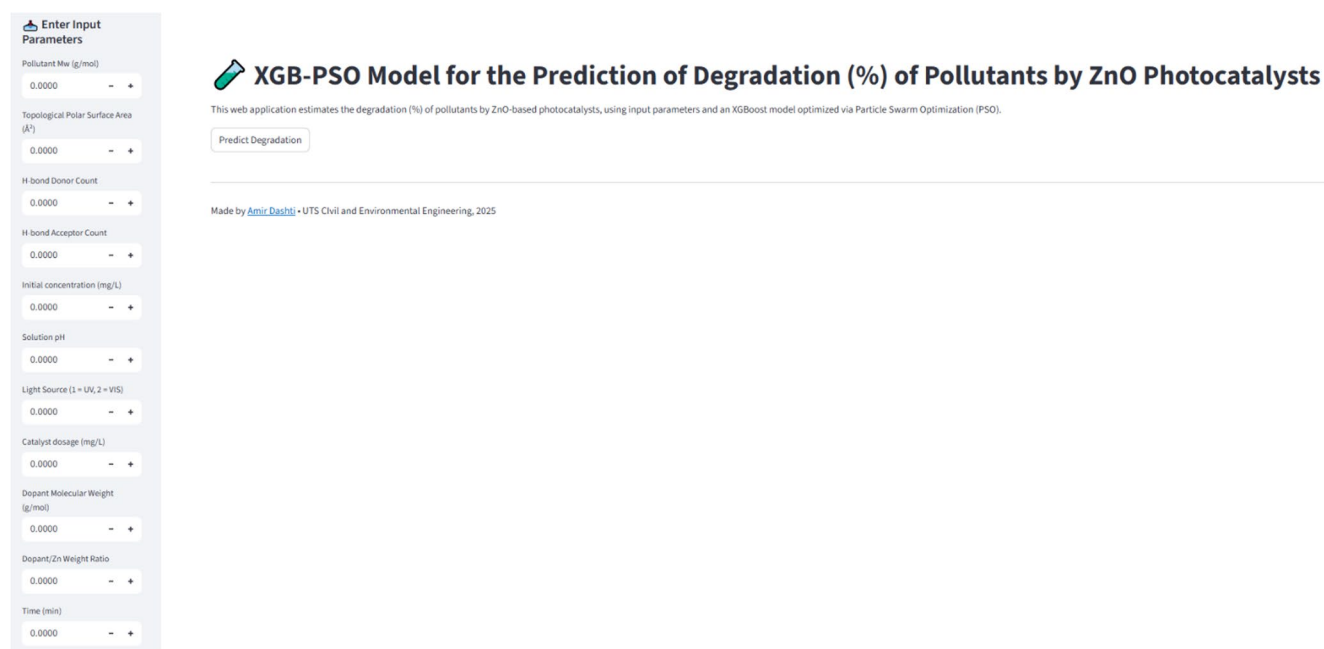 Enter Input
Parameters
Pollutant Mw (g/mol)
0.0000 - +
Topological Polar Surface Area
(Å²)
0.0000 - +
H-bond Donor Count
0.0000 - +
H-bond Acceptor Count
0.0000 - +
Initial concentration (mg/L)
0.0000 - +
Solution pH
0.0000 - +
Light Source (1 = UV, 2 = VIS)
0.0000 - +
Catalyst dosage (mg/L)
0.0000 - +
Dopant Molecular Weight
(g/mol)
0.0000 - +
Dopant/Zn Weight Ratio
0.0000 - +
Time (min)
0.0000 - +
XGB-PSO Model for the Prediction of Degradation (%) of Pollutants by ZnO Photocatalysts
This web application estimates the degradation (%) of pollutants by ZnO-based photocatalysts, using input parameters and an XGBoost model optimized via Particle Swarm Optimization (PSO).
Predict Degradation
Made by Amir Dashti • UTS CIvil and Environmental Engineering, 2025